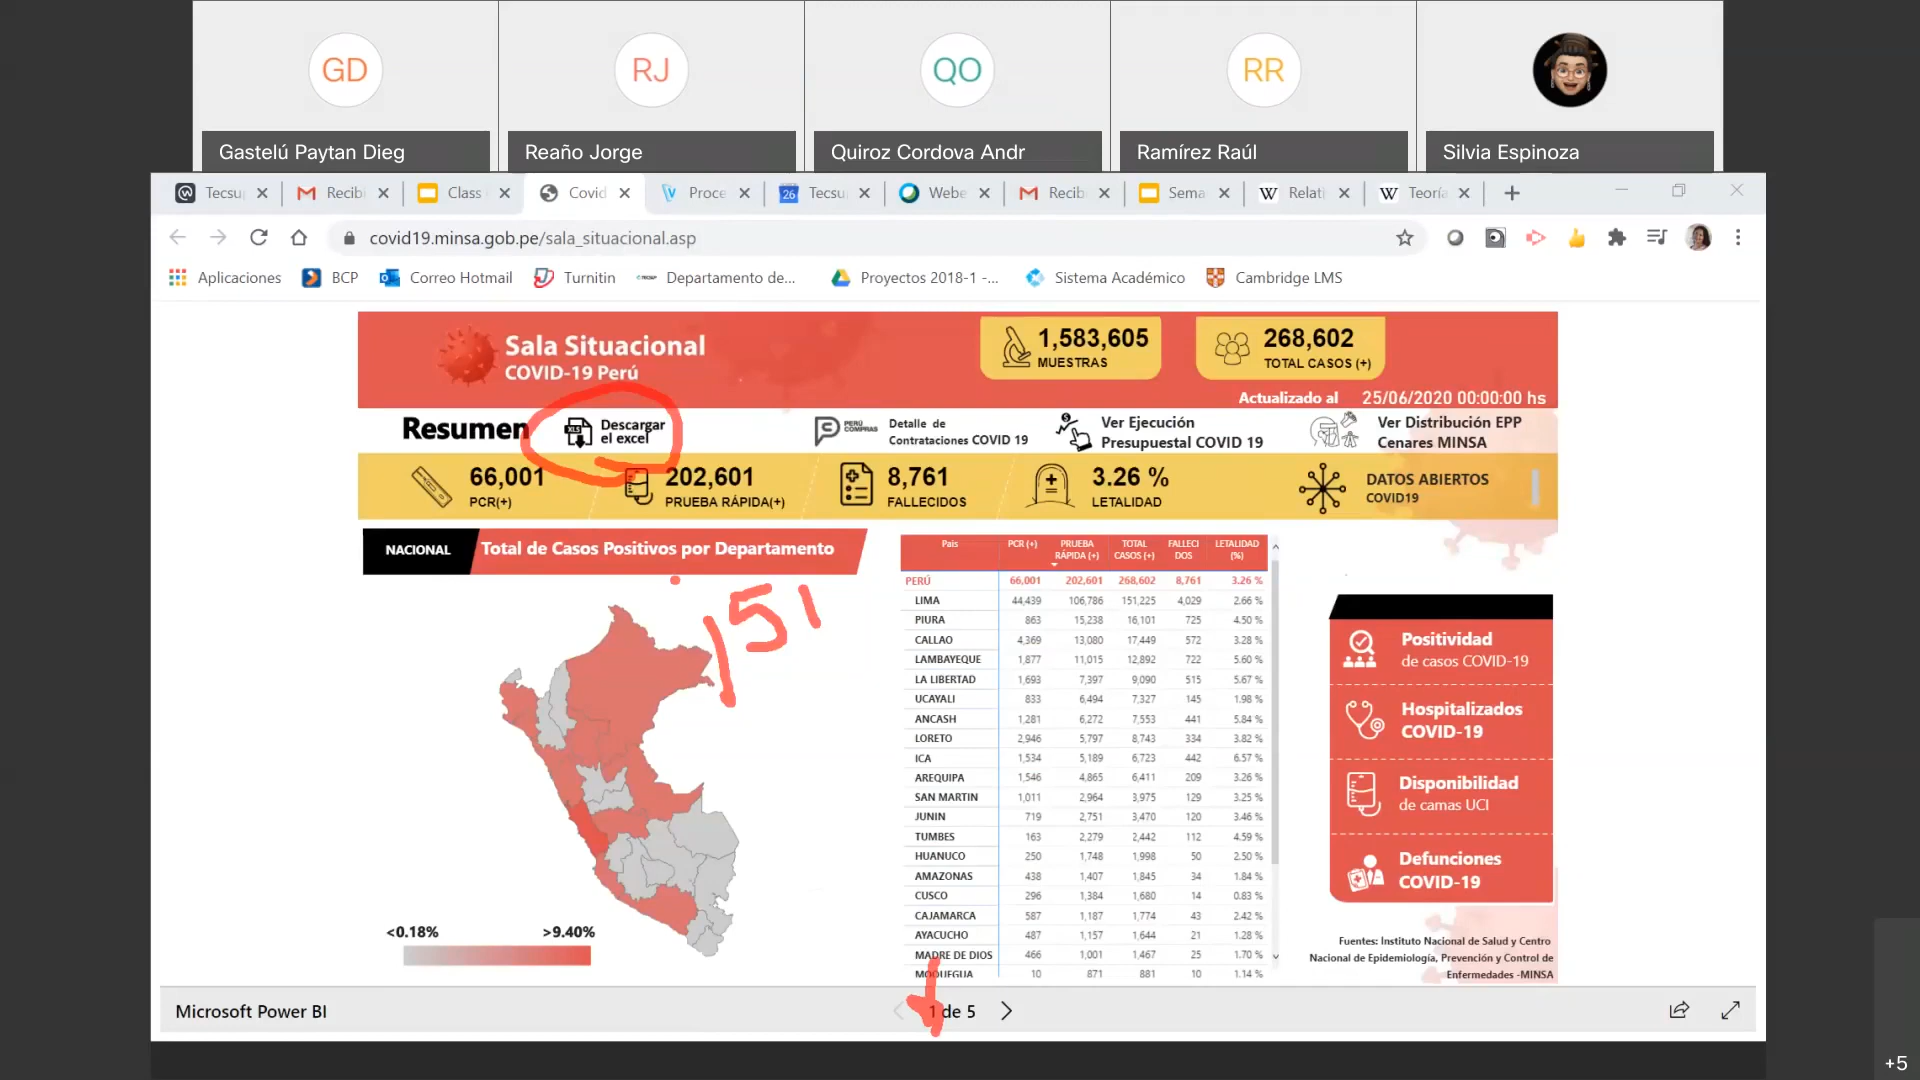 GD
RJ
QO
RR
Gastelú Paytan Dieg
Reaño Jorge
Quiroz Cordova Andr
Ramírez Raúl
Silvia Espinoza
Tecsu
Recib
Class
Covid
Proce
26
Tecsu
Webe
Recib
Sema
W
Relati
W
Teoría
covid19.minsa.gob.pe/sala_situacional.asp
Aplicaciones
BCP
Correo Hotmail
Turnitin
Departamento de...
Proyectos 2018-1 -...
Sistema Académico
Cambridge LMS
Sala Situacional
COVID-19 Perú
1,583,605
MUESTRAS
268,602
TOTAL CASOS (+)
Actualizado al 25/06/2020 00:00:00 hs
Resumen
XLS
Descargar
el excel
PERÚ
COMPRAS
Detalle de
Contrataciones COVID 19
Ver Ejecución
Presupuestal COVID 19
Ver Distribución EPP
Cenares MINSA
66,001
PCR(+)
202,601
PRUEBA RÁPIDA(+)
8,761
FALLECIDOS
3.26 %
LETALIDAD
DATOS ABIERTOS
COVID19
NACIONAL
Total de Casos Positivos por Departamento
151
<0.18%
>9.40%
Pais PCR (+) PRUEBA RÁPIDA (+) TOTAL CASOS (+) FALLECI DOS LETALIDAD (%)
PERÚ 66,001 202,601 268,602 8,761 3.26 %
LIMA 44,439 106,786 151,225 4,029 2.66 %
PIURA 863 15,238 16,101 725 4.50 %
CALLAO 4,369 13,080 17,449 572 3.28 %
LAMBAYEQUE 1,877 11,015 12,892 722 5.60 %
LA LIBERTAD 1,693 7,397 9,090 515 5.67 %
UCAYALI 833 6,494 7,327 145 1.98 %
ANCASH 1,281 6,272 7,553 441 5.84 %
LORETO 2,946 5,797 8,743 334 3.82 %
ICA 1,534 5,189 6,723 442 6.57 %
AREQUIPA 1,546 4,865 6,411 209 3.26 %
SAN MARTIN 1,011 2,964 3,975 129 3.25 %
JUNIN 719 2,751 3,470 120 3.46 %
TUMBES 163 2,279 2,442 112 4.59 %
HUANUCO 250 1,748 1,998 50 2.50 %
AMAZONAS 438 1,407 1,845 34 1.84 %
CUSCO 296 1,384 1,680 14 0.83 %
CAJAMARCA 587 1,187 1,774 43 2.42 %
AYACUCHO 487 1,157 1,644 21 1.28 %
MADRE DE DIOS 466 1,001 1,467 25 1.70 %
MOQUEGUA 10 871 881 10 1.14 %
Positividad
de casos COVID-19
Hospitalizados
COVID-19
Disponibilidad
de camas UCI
Defunciones
COVID-19
Fuentes: Instituto Nacional de Salud y Centro
Nacional de Epidemiología, Prevención y Control de
Enfermedades -MINSA
Microsoft Power BI
1 de 5
+5